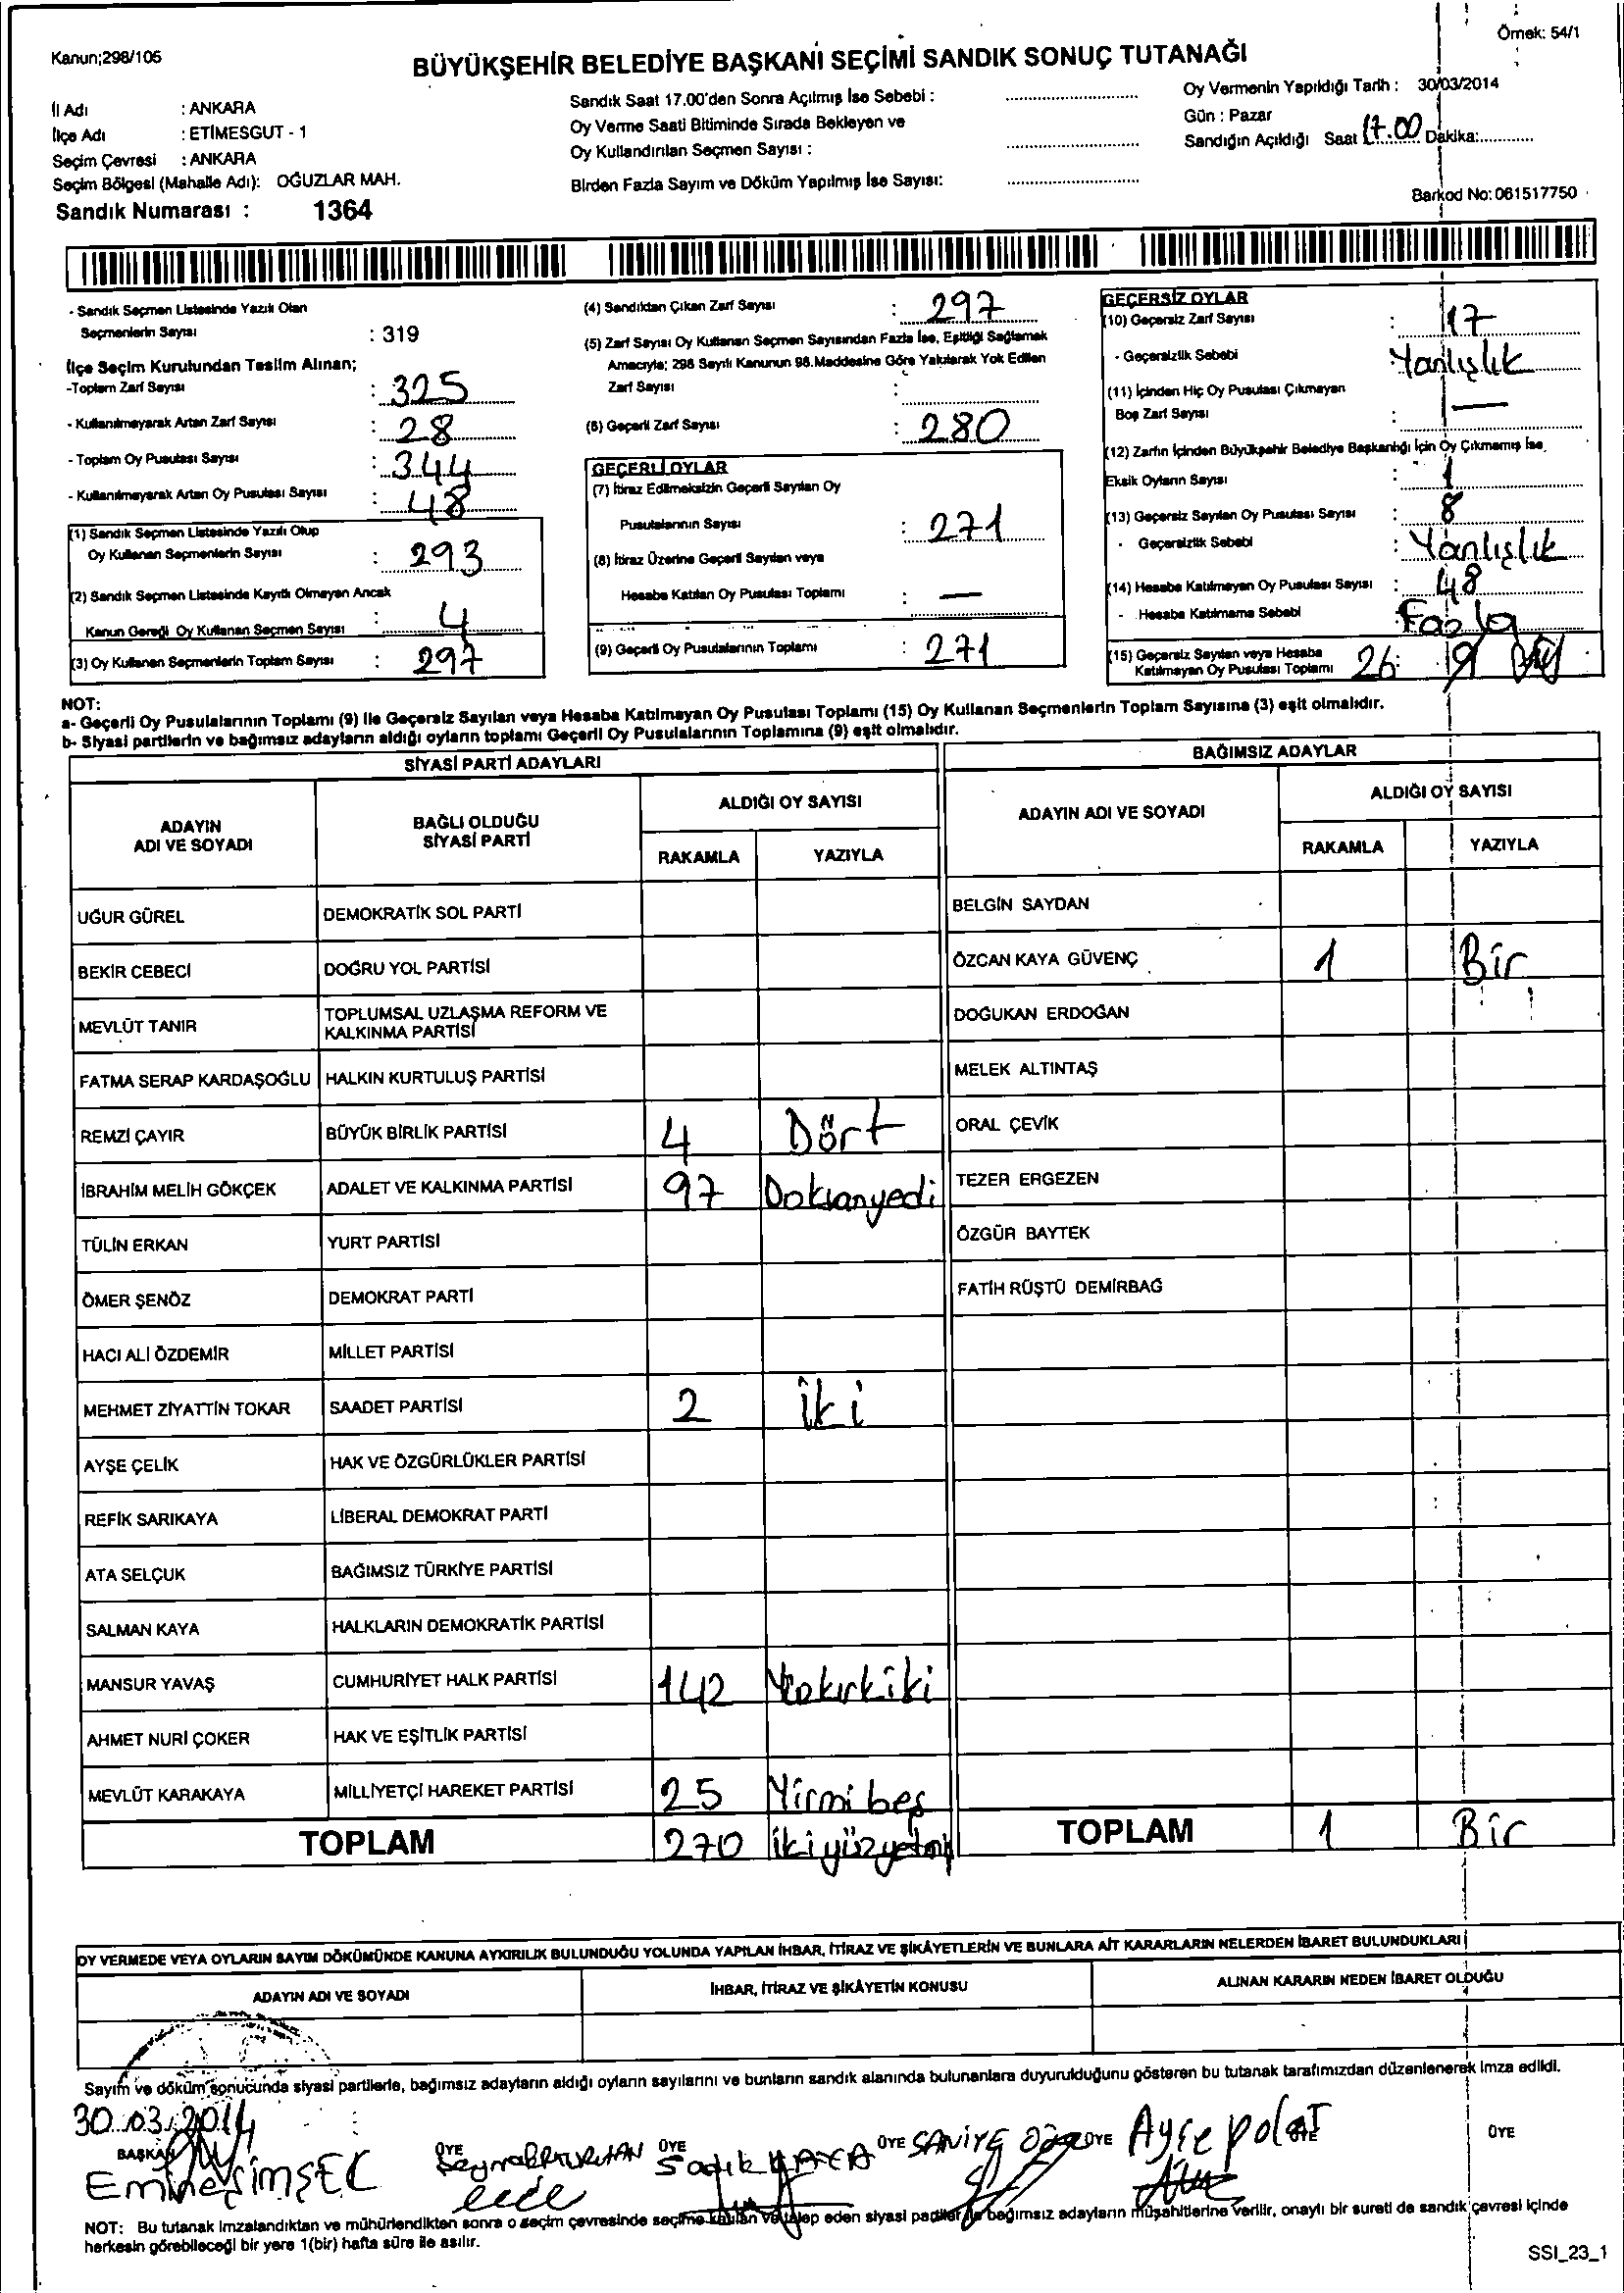 Kanun;298/105
Örnek: 54/1
BÜYÜKŞEHİR BELEDİYE BAŞKANI SEÇİMİ SANDIK SONUÇ TUTANAĞI
İl Adı : ANKARA
İlçe Adı : ETİMESGUT - 1
Seçim Çevresi : ANKARA
Seçim Bölgesi (Mahalle Adı): OĞUZLAR MAH.
Sandık Numarası : 1364
Sandık Saat 17.00'den Sonra Açılmış İse Sebebi :
Oy Verme Saati Bitiminde Sırada Bekleyen ve
Oy Kullandırılan Seçmen Sayısı :
Birden Fazla Sayım ve Döküm Yapılmış İse Sayısı:
Oy Vermenin Yapıldığı Tarih : 30/03/2014
Gün : Pazar
Sandığın Açıldığı Saat 17.00 Dakika:
Barkod No: 061517750
- Sandık Seçmen Listesinde Yazılı Olan
Seçmenlerin Sayısı : 319
İlçe Seçim Kurulundan Teslim Alınan;
-Toplam Zarf Sayısı : 325
- Kullanılmayarak Artan Zarf Sayısı : 28
- Toplam Oy Pusulası Sayısı : 344
- Kullanılmayarak Artan Oy Pusulası Sayısı : 48
(1) Sandık Seçmen Listesinde Yazılı Olup
Oy Kullanan Seçmenlerin Sayısı : 293
(2) Sandık Seçmen Listesinde Kayıtlı Olmayan Ancak
Kanun Gereği Oy Kullanan Seçmen Sayısı : 4
(3) Oy Kullanan Seçmenlerin Toplam Sayısı : 297
(4) Sandıktan Çıkan Zarf Sayısı : 297
(5) Zarf Sayısı Oy Kullanan Seçmen Sayısından Fazla İse, Eşitliği Sağlamak
Amacıyla; 298 Sayılı Kanunun 98.Maddesine Göre Yakılarak Yok Edilen
Zarf Sayısı :
(6) Geçerli Zarf Sayısı : 280
GEÇERLİ OYLAR
(7) İtiraz Edilmeksizin Geçerli Sayılan Oy
Pusulalarının Sayısı : 271
(8) İtiraz Üzerine Geçerli Sayılan veya
Hesaba Katılan Oy Pusulası Toplamı : —
(9) Geçerli Oy Pusulalarının Toplamı : 271
GEÇERSİZ OYLAR
(10) Geçersiz Zarf Sayısı : 17
- Geçersizlik Sebebi : Yanlışlık
(11) İçinden Hiç Oy Pusulası Çıkmayan
Boş Zarf Sayısı : —
(12) Zarfın İçinden Büyükşehir Belediye Başkanlığı İçin Oy Çıkmamış İse,
Eksik Oyların Sayısı : 1
(13) Geçersiz Sayılan Oy Pusulası Sayısı : 8
- Geçersizlik Sebebi : Yanlışlık
(14) Hesaba Katılmayan Oy Pusulası Sayısı : 48
- Hesaba Katılmama Sebebi : Fazla
(15) Geçersiz Sayılan veya Hesaba
Katılmayan Oy Pusulası Toplamı 26 : 9
NOT:
a- Geçerli Oy Pusulalarının Toplamı (9) ile Geçersiz Sayılan veya Hesaba Katılmayan Oy Pusulası Toplamı (15) Oy Kullanan Seçmenlerin Toplam Sayısına (3) eşit olmalıdır.
b- Siyasi partilerin ve bağımsız adayların aldığı oyların toplamı Geçerli Oy Pusulalarının Toplamına (9) eşit olmalıdır.
SİYASİ PARTİ ADAYLARI
BAĞIMSIZ ADAYLAR
ADAYIN
ADI VE SOYADI
BAĞLI OLDUĞU
SİYASİ PARTİ
ALDIĞI OY SAYISI
RAKAMLA YAZIYLA
ADAYIN ADI VE SOYADI
ALDIĞI OY SAYISI
RAKAMLA YAZIYLA
UĞUR GÜREL DEMOKRATİK SOL PARTİ
BELGİN SAYDAN
BEKİR CEBECİ DOĞRU YOL PARTİSİ
ÖZCAN KAYA GÜVENÇ 1 Bir
MEVLÜT TANIR TOPLUMSAL UZLAŞMA REFORM VE
KALKINMA PARTİSİ
DOĞUKAN ERDOĞAN
FATMA SERAP KARDAŞOĞLU HALKIN KURTULUŞ PARTİSİ
MELEK ALTINTAŞ
REMZİ ÇAYIR BÜYÜK BİRLİK PARTİSİ 4 Dört
ORAL ÇEVİK
İBRAHİM MELİH GÖKÇEK ADALET VE KALKINMA PARTİSİ 97 Doksanyedi
TEZER ERGEZEN
TÜLİN ERKAN YURT PARTİSİ
ÖZGÜR BAYTEK
ÖMER ŞENÖZ DEMOKRAT PARTİ
FATİH RÜŞTÜ DEMİRBAĞ
HACI ALİ ÖZDEMİR MİLLET PARTİSİ
MEHMET ZİYATTİN TOKAR SAADET PARTİSİ 2 İki
AYŞE ÇELİK HAK VE ÖZGÜRLÜKLER PARTİSİ
REFİK SARIKAYA LİBERAL DEMOKRAT PARTİ
ATA SELÇUK BAĞIMSIZ TÜRKİYE PARTİSİ
SALMAN KAYA HALKLARIN DEMOKRATİK PARTİSİ
MANSUR YAVAŞ CUMHURİYET HALK PARTİSİ 142
AHMET NURİ ÇOKER HAK VE EŞİTLİK PARTİSİ
MEVLÜT KARAKAYA MİLLİYETÇİ HAREKET PARTİSİ 25 Yirmi beş
TOPLAM 270 ikiyüzyetmiş
TOPLAM 1 Bir
OY VERMEDE VEYA OYLARIN SAYIM DÖKÜMÜNDE KANUNA AYKIRILIK BULUNDUĞU YOLUNDA YAPILAN İHBAR, İTİRAZ VE ŞİKÂYETLERİN VE BUNLARA AİT KARARLARIN NELERDEN İBARET BULUNDUKLARI
ADAYIN ADI VE SOYADI İHBAR, İTİRAZ VE ŞİKÂYETİN KONUSU ALINAN KARARIN NEDEN İBARET OLDUĞU
Sayım ve döküm sonucunda siyasi partilerle, bağımsız adayların aldığı oyların sayılarını ve bunların sandık alanında bulunanlara duyurulduğunu gösteren bu tutanak tarafımızdan düzenlenerek imza edildi.
30.03.2014
BAŞKAN ÜYE ÜYE ÜYE ÜYE ÜYE ÜYE
Emine ŞİMŞEK Sadık KAYA SANİYE Ayşe polat
NOT: Bu tutanak imzalandıktan ve mühürlendikten sonra o seçim çevresinde seçime katılan ve talep eden siyasi partiler ile bağımsız adayların müşahitlerine verilir, onaylı bir sureti de sandık çevresi içinde
herkesin görebileceği bir yere 1(bir) hafta süre ile asılır.
SSI_23_1